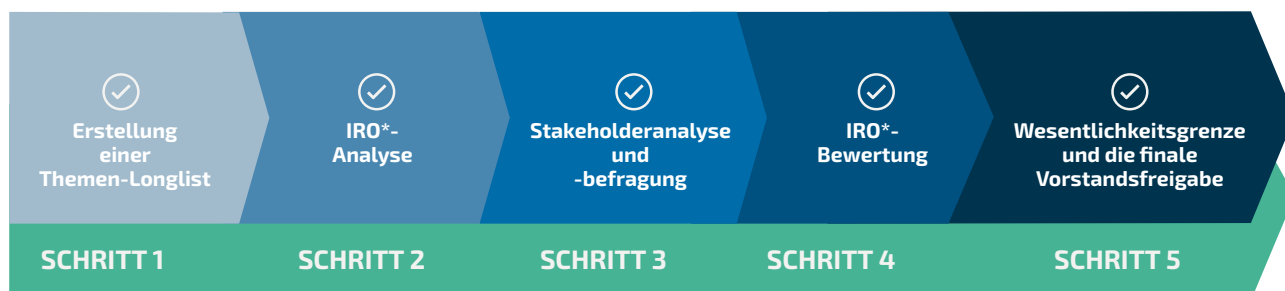 Erstellung
einer
Themen-Longlist
IRO*-
Analyse
Stakeholderanalyse
und
-befragung
IRO*-
Bewertung
Wesentlichkeitsgrenze
und die finale
Vorstandsfreigabe
SCHRITT 1
SCHRITT 2
SCHRITT 3
SCHRITT 4
SCHRITT 5